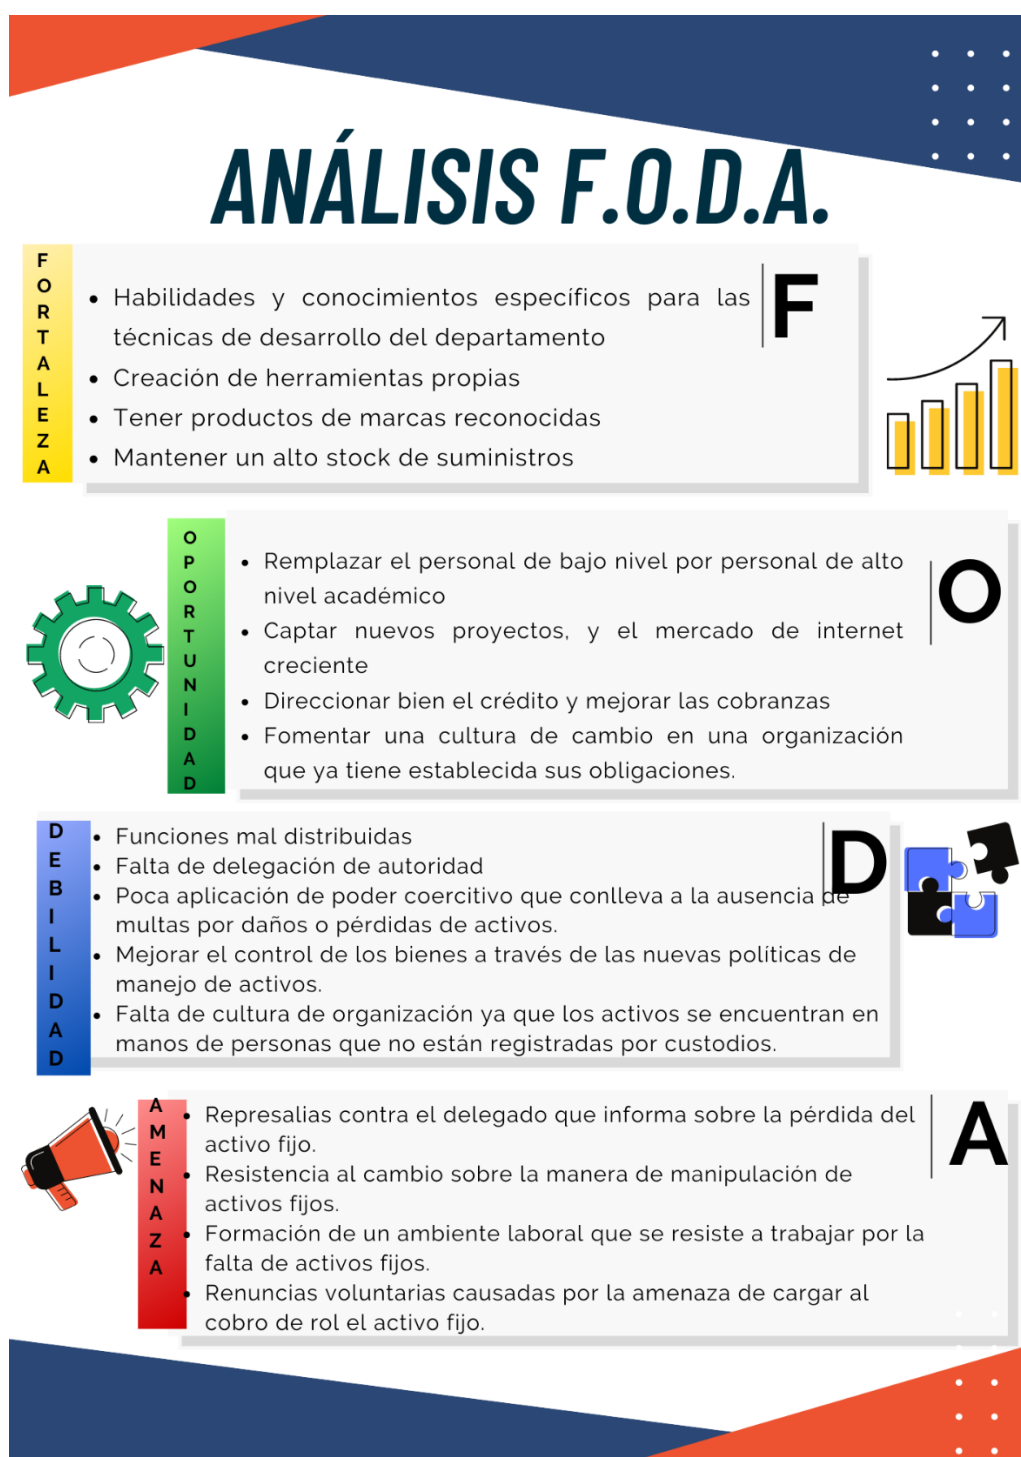 ANÁLISIS F.O.D.A.
FORTALEZA
F
• Habilidades y conocimientos específicos para las
técnicas de desarrollo del departamento
• Creación de herramientas propias
• Tener productos de marcas reconocidas
• Mantener un alto stock de suministros
OPORTUNIDAD
O
• Remplazar el personal de bajo nivel por personal de alto
nivel académico
• Captar nuevos proyectos, y el mercado de internet
creciente
• Direccionar bien el crédito y mejorar las cobranzas
• Fomentar una cultura de cambio en una organización
que ya tiene establecida sus obligaciones.
DEBILIDAD
D
• Funciones mal distribuidas
• Falta de delegación de autoridad
• Poca aplicación de poder coercitivo que conlleva a la ausencia de
multas por daños o pérdidas de activos.
• Mejorar el control de los bienes a través de las nuevas políticas de
manejo de activos.
• Falta de cultura de organización ya que los activos se encuentran en
manos de personas que no están registradas por custodios.
AMENAZA
A
• Represalias contra el delegado que informa sobre la pérdida del
activo fijo.
• Resistencia al cambio sobre la manera de manipulación de
activos fijos.
• Formación de un ambiente laboral que se resiste a trabajar por la
falta de activos fijos.
• Renuncias voluntarias causadas por la amenaza de cargar al
cobro de rol el activo fijo.